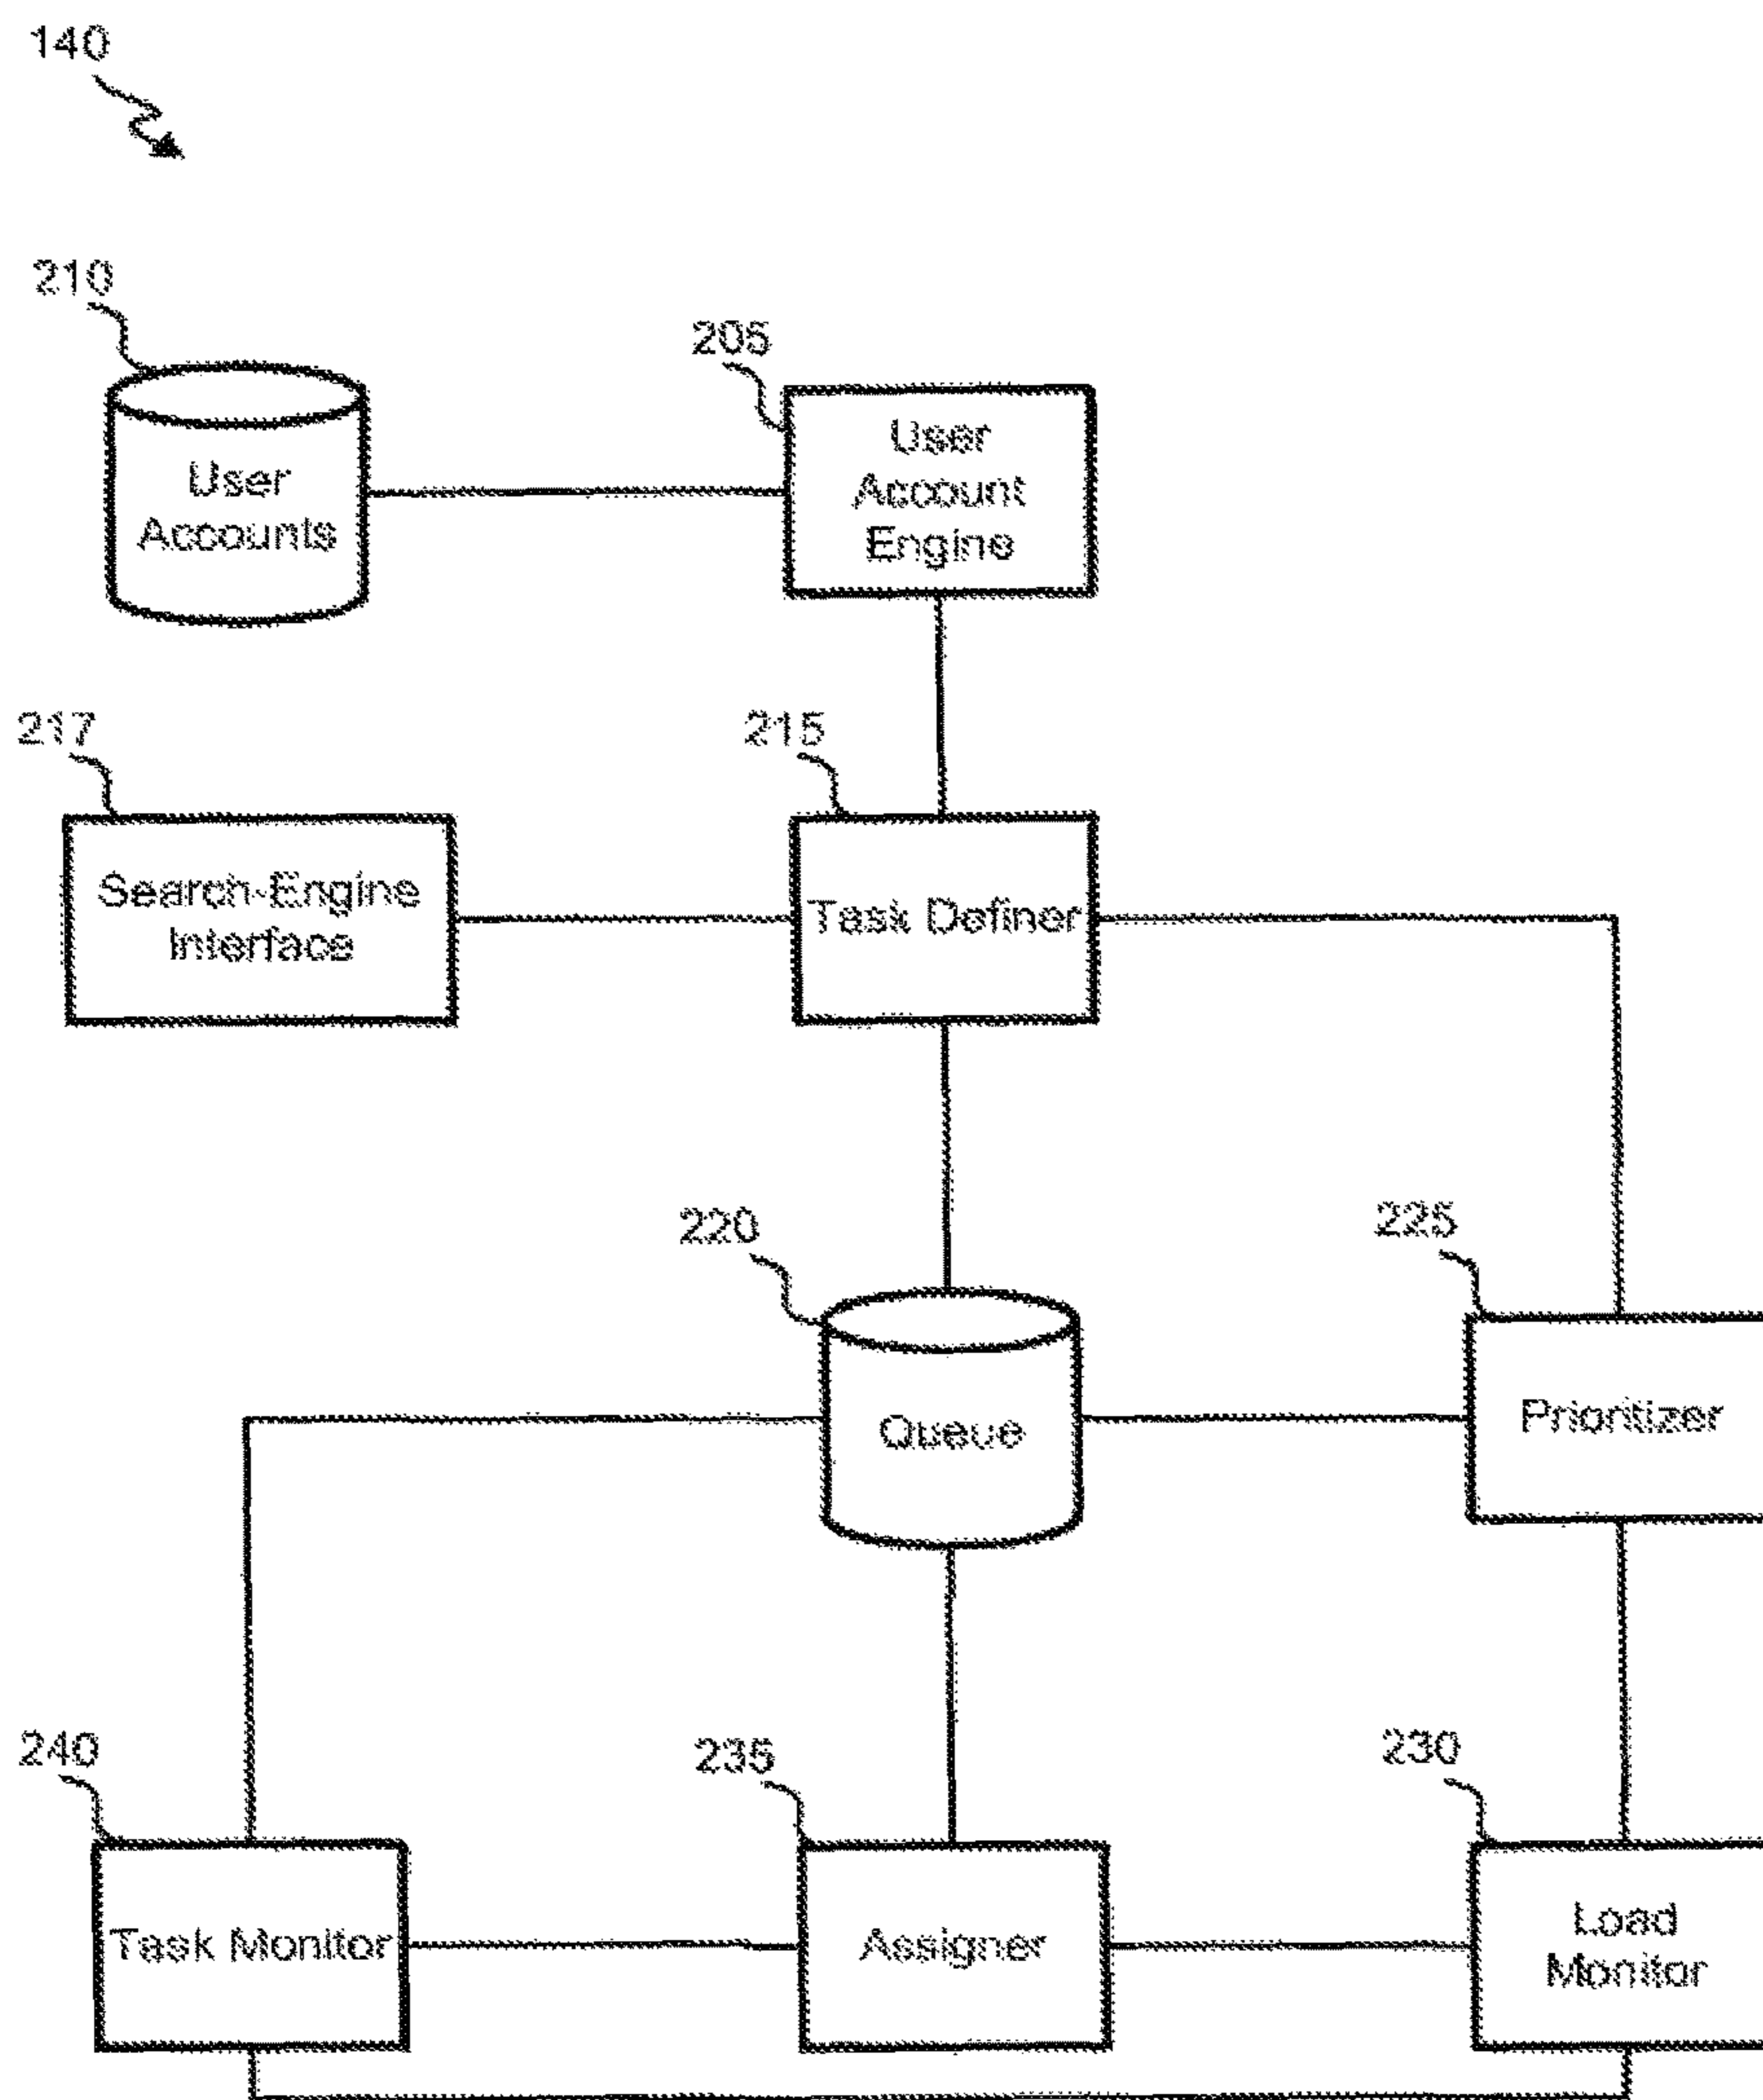 140
210
205
User
Accounts
User
Account
Engine
217
215
Search-Engine
Interface
Task Definer
220
225
Queue
Prioritizer
240
235
230
Task Monitor
Assigner
Load
Monitor